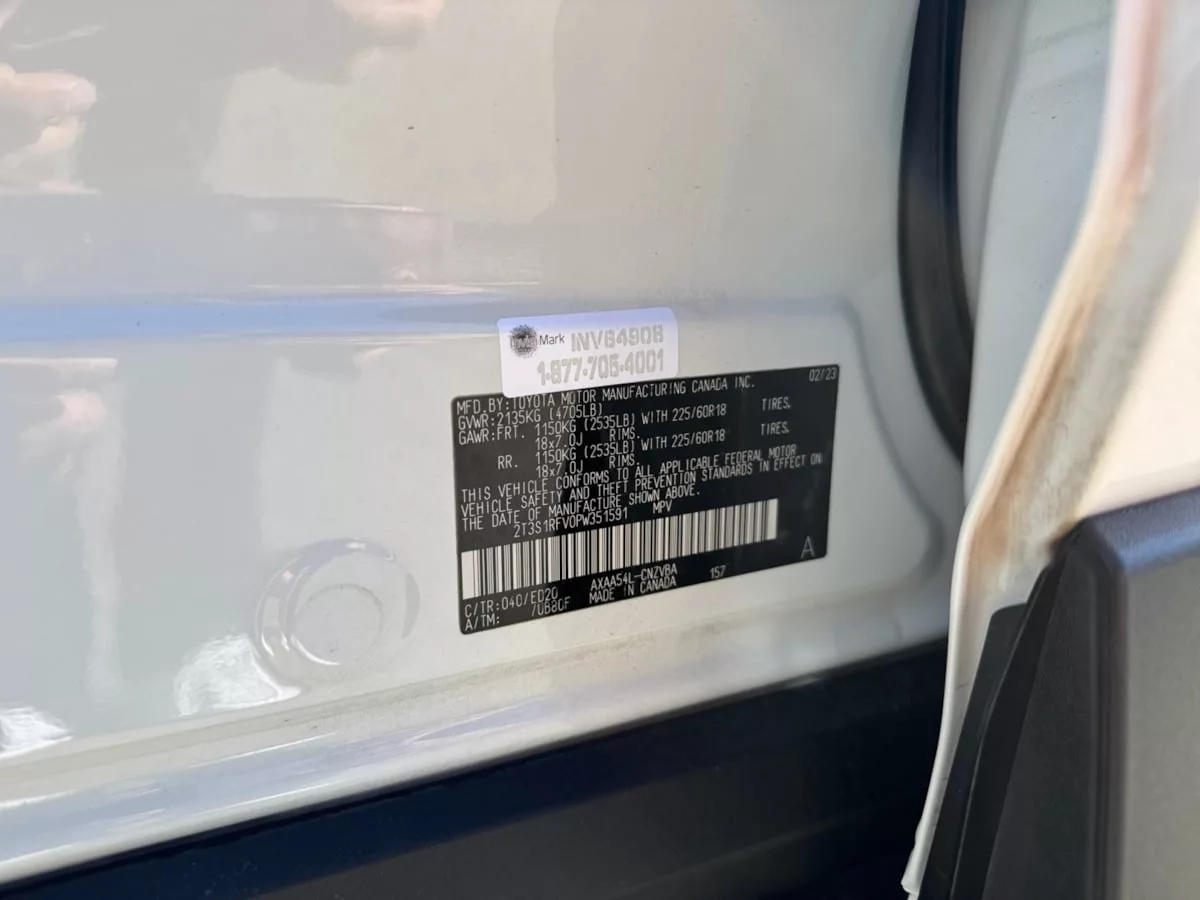 Mark INV6490B
1-877-705-4001
MFD.BY:TOYOTA MOTOR MANUFACTURING CANADA INC. 02/23
GVWR:2135KG (4705LB)
GAWR:FRT. 1150KG (2535LB) WITH 225/60R18 TIRES,
18x7.0J RIMS.
RR. 1150KG (2535LB) WITH 225/60R18 TIRES,
18x7.0J RIMS.
THIS VEHICLE CONFORMS TO ALL APPLICABLE FEDERAL MOTOR
VEHICLE SAFETY AND THEFT PREVENTION STANDARDS IN EFFECT ON
THE DATE OF MANUFACTURE SHOWN ABOVE.
2T3S1RFV0PW351591 MPV
A
C/TR:040/ED20 AXAA54L-CNZVBA 157
A/TM: MADE IN CANADA